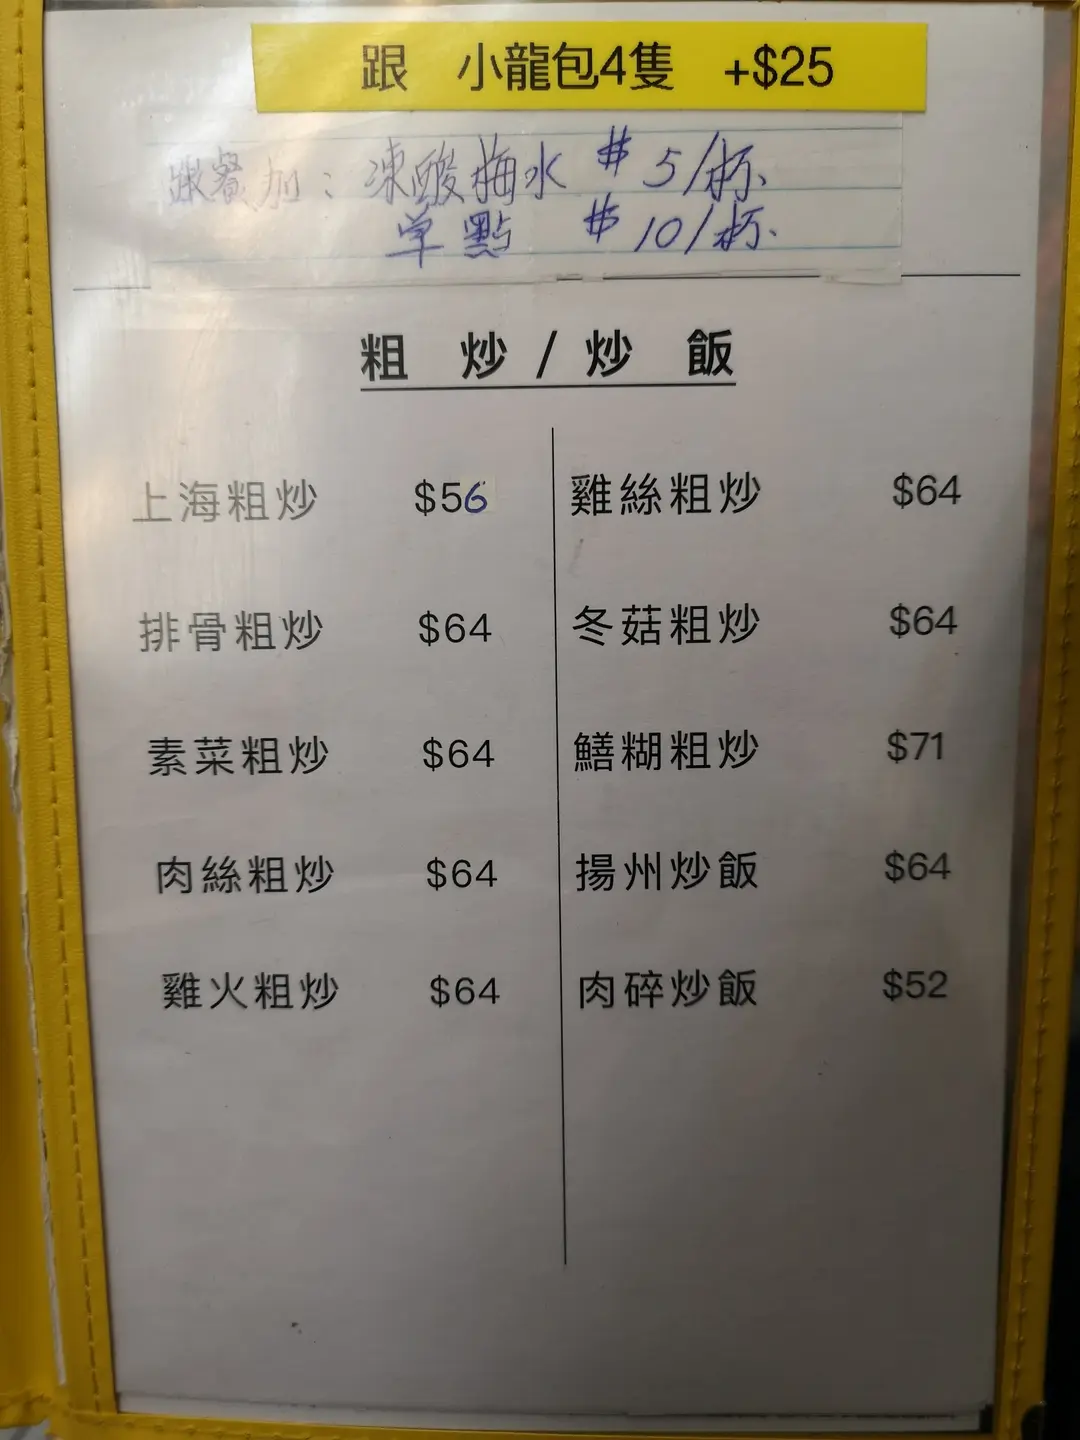 跟 小龍包4隻 +$25
跟餐加：凍酸梅水 #5/杯、
单點 $10/杯.
粗 炒 / 炒 飯
上海粗炒 $56
排骨粗炒 $64
素菜粗炒 $64
肉絲粗炒 $64
雞火粗炒 $64
雞絲粗炒 $64
冬菇粗炒 $64
鱔糊粗炒 $71
揚州炒飯 $64
肉碎炒飯 $52